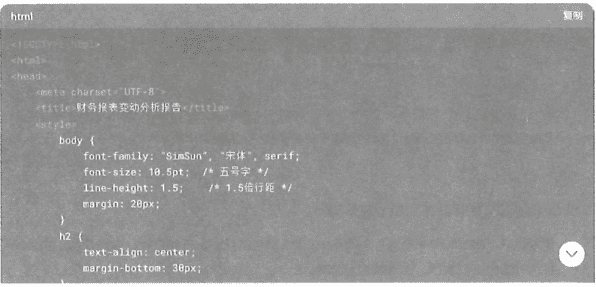 html
复制
<!DOCTYPE html>
<html>
<head>
<meta charset="UTF-8">
<title>财务报表变动分析报告</title>
<style>
body {
font-family: "SimSun", "宋体", serif;
font-size: 10.5pt; /* 五号字 */
line-height: 1.5; /* 1.5倍行距 */
margin: 20px;
}
h2 {
text-align: center;
margin-bottom: 30px;
}